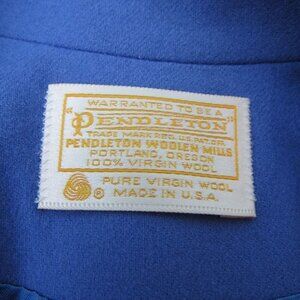 WARRANTED TO BE A
"PENDLETON"
TRADE MARK REG. U.S. PAT. OFF.
PENDLETON WOOLEN MILLS
PORTLAND, OREGON
100% VIRGIN WOOL
PURE VIRGIN WOOL
® MADE IN U.S.A.